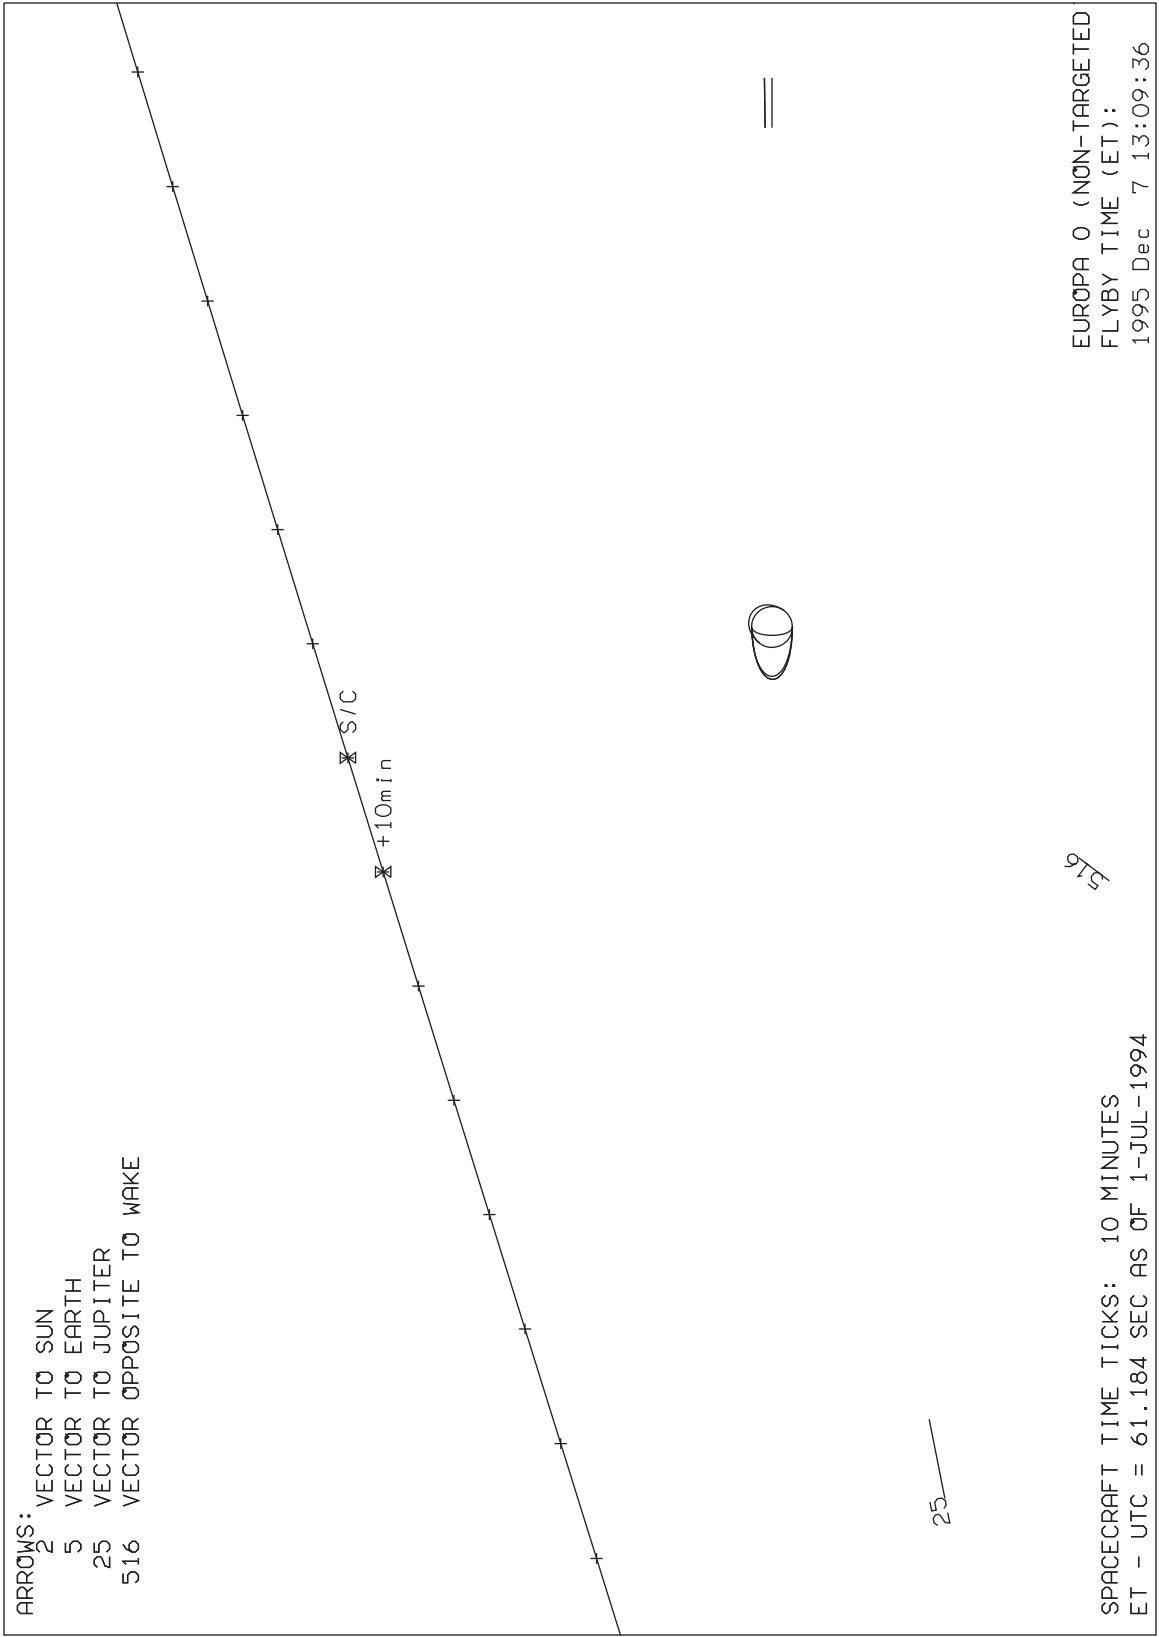 ARROWS:
2 VECTOR TO SUN
5 VECTOR TO EARTH
25 VECTOR TO JUPITER
516 VECTOR OPPOSITE TO WAKE
S/C
+10min
25
516
SPACECRAFT TIME TICKS: 10 MINUTES
ET - UTC = 61.184 SEC AS OF 1-JUL-1994
EUROPA 0 (NON-TARGETED
FLYBY TIME (ET):
1995 Dec 7 13:09:36